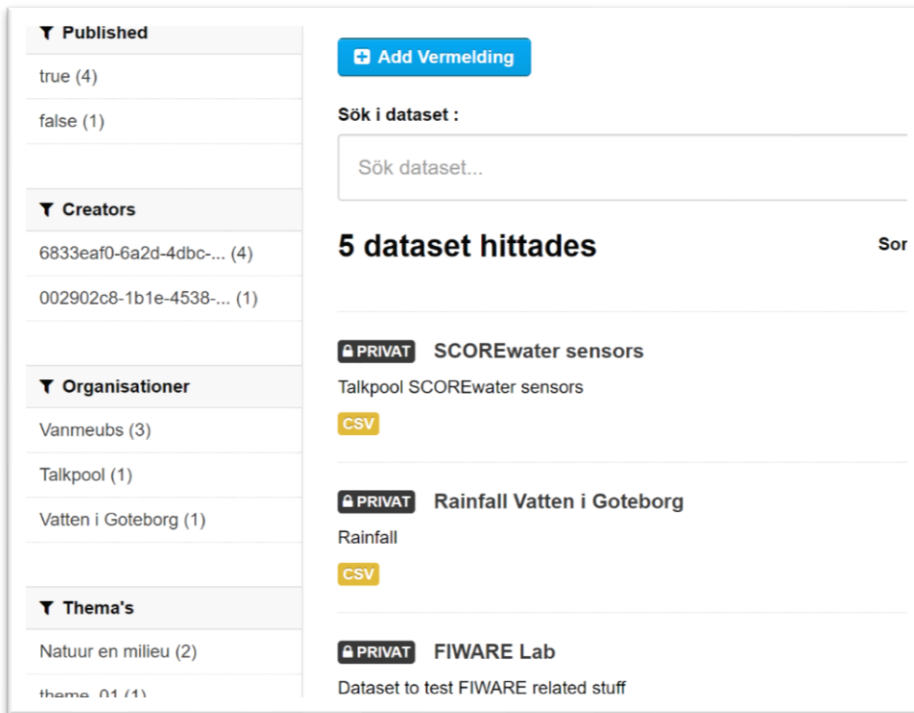 Published
true (4)
false (1)
Creators
6833eaf0-6a2d-4dbc-... (4)
002902c8-1b1e-4538-... (1)
Organisationer
Vanmeubs (3)
Talkpool (1)
Vatten i Goteborg (1)
Thema's
Natuur en milieu (2)
theme_01 (1)
Add Vermelding
Sök i dataset :
Sök dataset...
5 dataset hittades
Sor
PRIVAT SCOREwater sensors
Talkpool SCOREwater sensors
CSV
PRIVAT Rainfall Vatten i Goteborg
Rainfall
CSV
PRIVAT FIWARE Lab
Dataset to test FIWARE related stuff